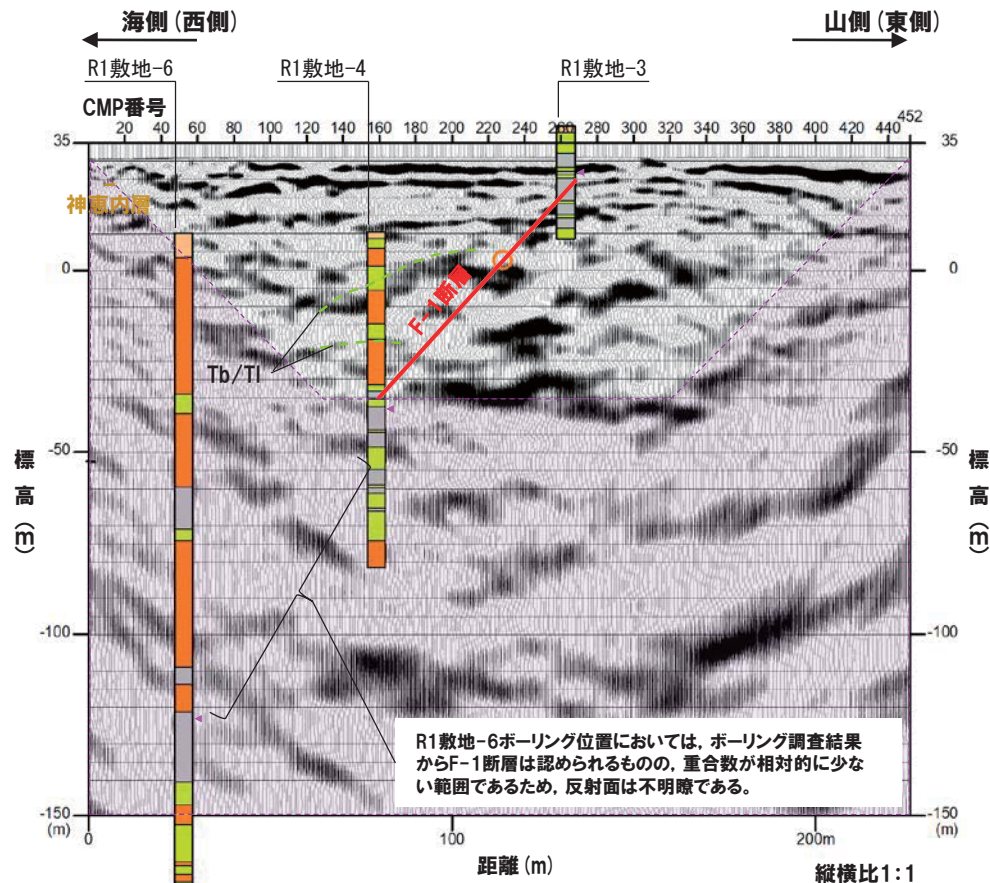 海側(西側)
山側(東側)
R1敷地-6
R1敷地-4
R1敷地-3
CMP番号
452
35 20 40 60 80 100 120 140 160 180 200 220 240 260 280 300 320 340 360 380 400 420 440 35
神恵内層
0 0
F-1断層
Tb/Tl
-50 -50
標高(m)
標高(m)
-100 -100
R1敷地-6ボーリング位置においては, ボーリング調査結果
からF-1断層は認められるものの, 重合数が相対的に少な
い範囲であるため, 反射面は不明瞭である。
-150 -150
(m) (m)
0 100 200m
距離(m)
縦横比1:1